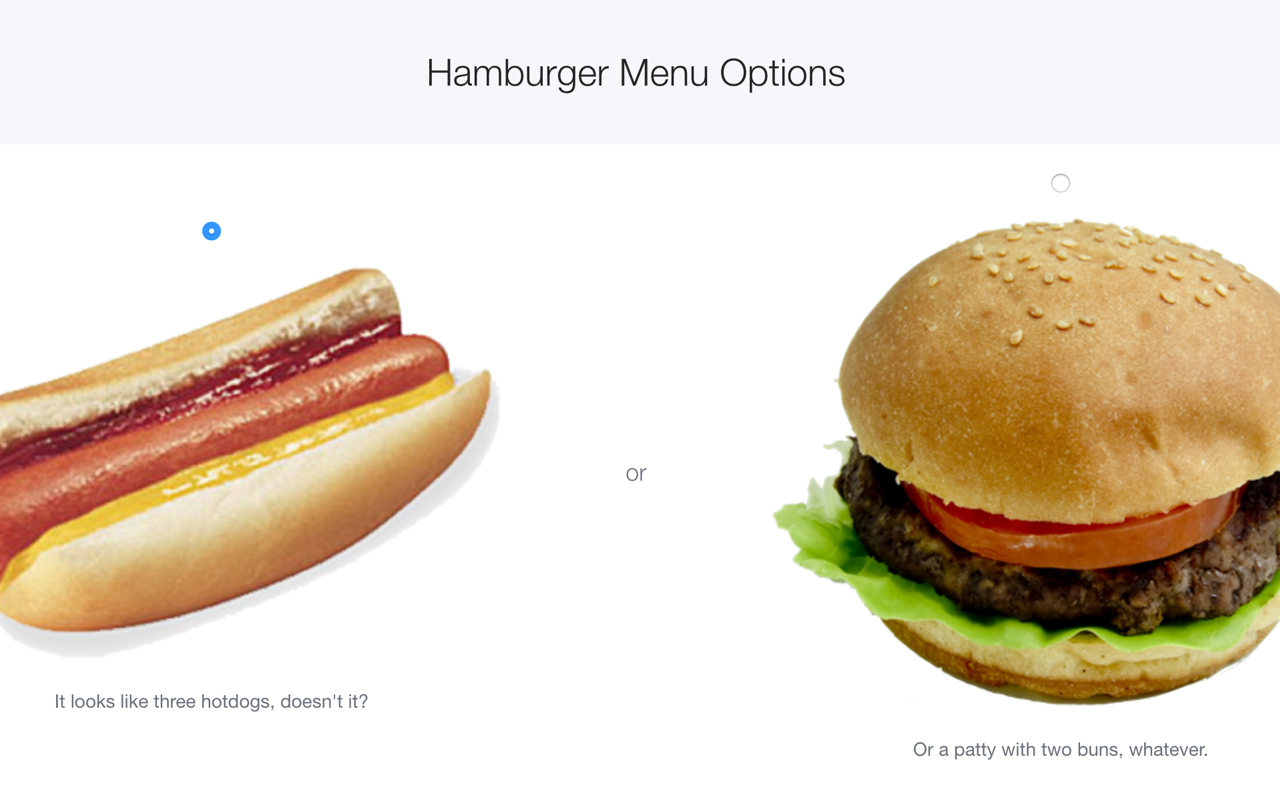 Hamburger Menu Options
or
It looks like three hotdogs, doesn't it?
Or a patty with two buns, whatever.